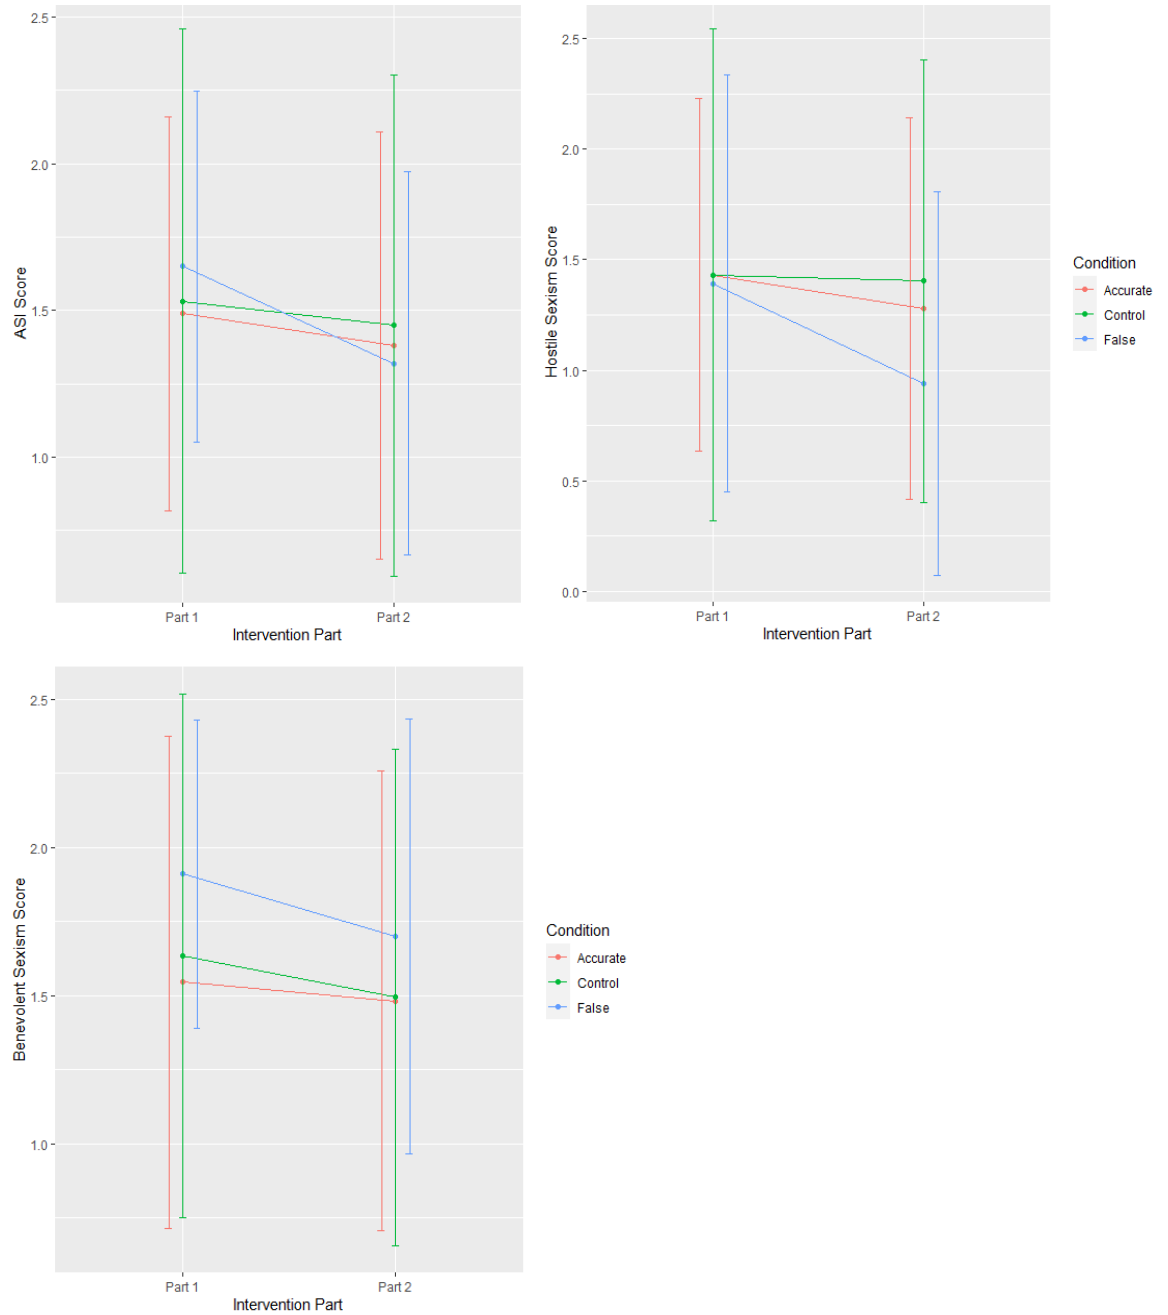 2.5
2.0
1.5
1.0
ASI Score
Part 1
Part 2
Intervention Part
2.5
2.0
1.5
1.0
0.5
0.0
Hostile Sexism Score
Part 1
Part 2
Intervention Part
Condition
Accurate
Control
False
2.5
2.0
1.5
1.0
Benevolent Sexism Score
Part 1
Part 2
Intervention Part
Condition
Accurate
Control
False